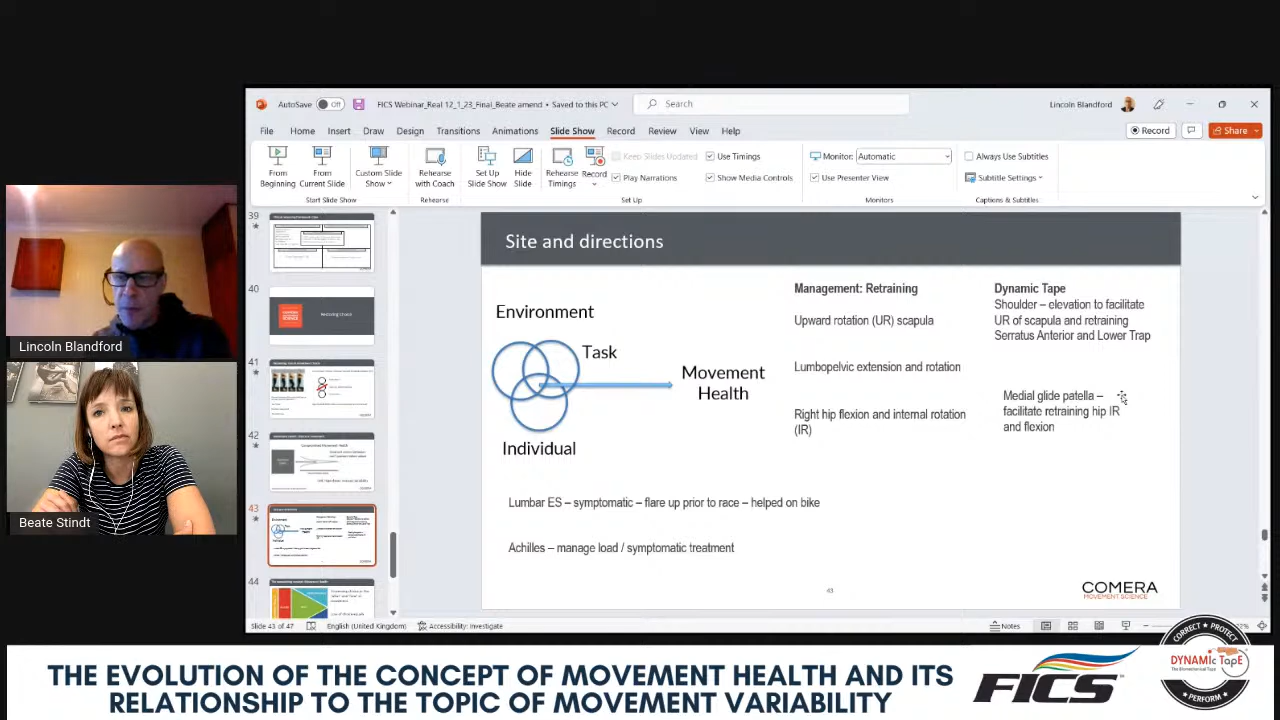 AutoSave
Off
FICS Webinar_Real 12_1_23_Final_Beate amend • Saved to this PC
Search
Lincoln Blandford
File Home Insert Draw Design Transitions Animations Slide Show Record Review View Help
Record
Share
From Beginning
From Current Slide
Custom Slide Show
Rehearse with Coach
Set Up Slide Show
Hide Slide
Rehearse Timings
Record
Keep Slides Updated
Play Narrations
Use Timings
Show Media Controls
Monitor: Automatic
Use Presenter View
Always Use Subtitles
Subtitle Settings
Start Slide Show
Rehearse
Set Up
Monitors
Captions & Subtitles
39
40
41
42
43
44
Site and directions
Environment
Task
Movement
Health
Individual
Management: Retraining
Upward rotation (UR) scapula
Lumbopelvic extension and rotation
Right hip flexion and internal rotation
(IR)
Dynamic Tape
Shoulder – elevation to facilitate
UR of scapula and retraining
Serratus Anterior and Lower Trap
Medial glide patella –
facilitate retraining hip IR
and flexion
Lumbar ES – symptomatic – flare up prior to race – helped on bike
Achilles – manage load / symptomatic treatment
43
COMERA
MOVEMENT SCIENCE
Slide 43 of 47
English (United Kingdom)
Accessibility: Investigate
Notes
Lincoln Blandford
THE EVOLUTION OF THE CONCEPT OF MOVEMENT HEALTH AND ITS
RELATIONSHIP TO THE TOPIC OF MOVEMENT VARIABILITY
FICS
CORRECT • PROTECT
DYNAMIC TAPE
The Biomechanical Tape
PERFORM